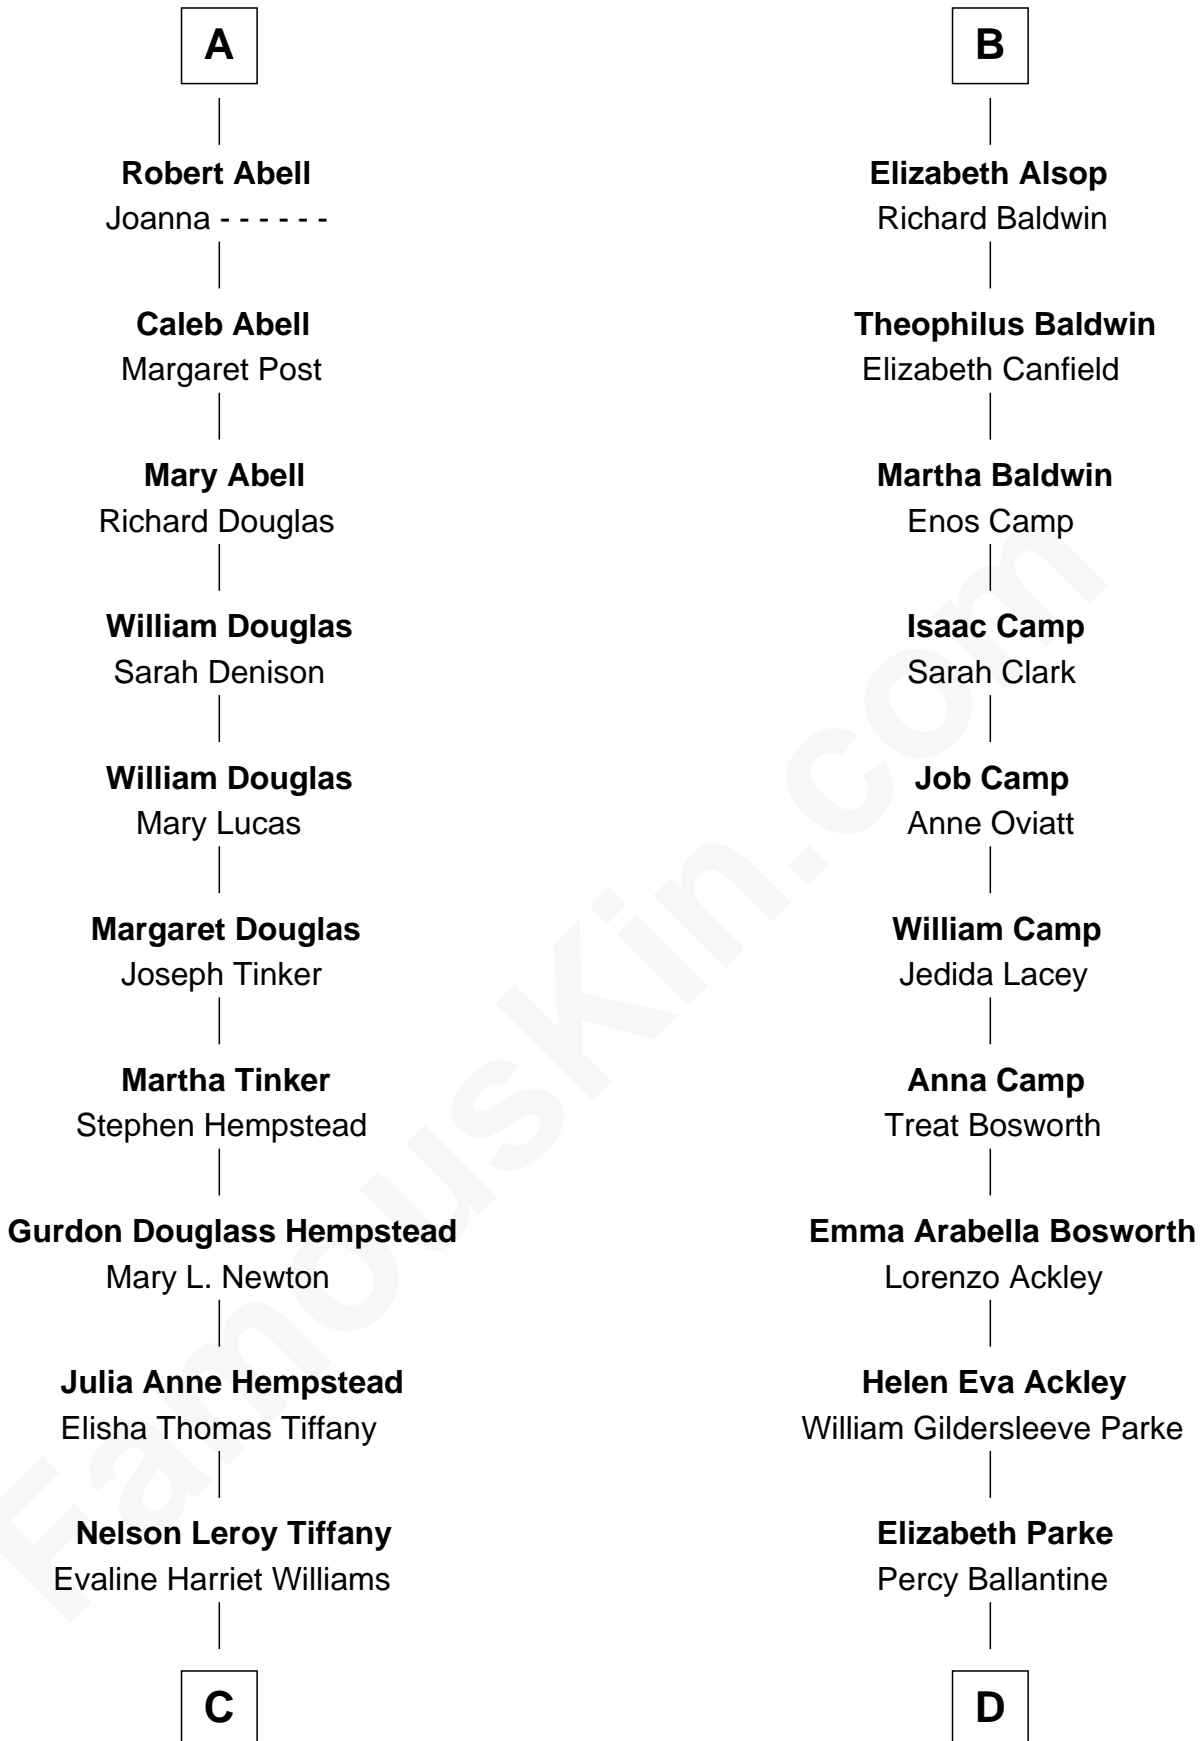 A
Robert Abell
Joanna - - - - - -
Caleb Abell
Margaret Post
Mary Abell
Richard Douglas
William Douglas
Sarah Denison
William Douglas
Mary Lucas
Margaret Douglas
Joseph Tinker
Martha Tinker
Stephen Hempstead
Gurdon Douglass Hempstead
Mary L. Newton
Julia Anne Hempstead
Elisha Thomas Tiffany
Nelson Leroy Tiffany
Evaline Harriet Williams
C
B
Elizabeth Alsop
Richard Baldwin
Theophilus Baldwin
Elizabeth Canfield
Martha Baldwin
Enos Camp
Isaac Camp
Sarah Clark
Job Camp
Anne Oviatt
William Camp
Jedida Lacey
Anna Camp
Treat Bosworth
Emma Arabella Bosworth
Lorenzo Ackley
Helen Eva Ackley
William Gildersleeve Parke
Elizabeth Parke
Percy Ballantine
D
FamousKin.com